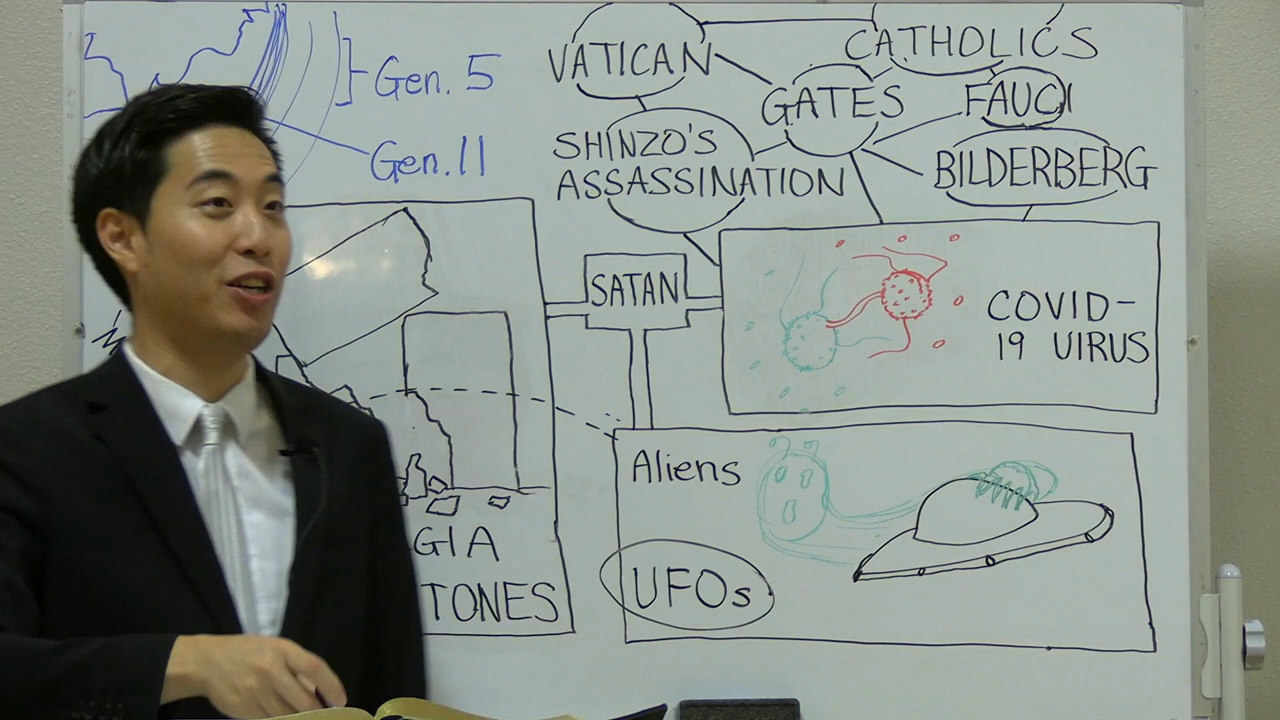 Gen. 5
Gen. 11
VATICAN
CATHOLICS
GATES
FAUCI
SHINZO'S
ASSASSINATION
BILDERBERG
SATAN
COVID-
19 VIRUS
Aliens
UFOs
GIA
TONES